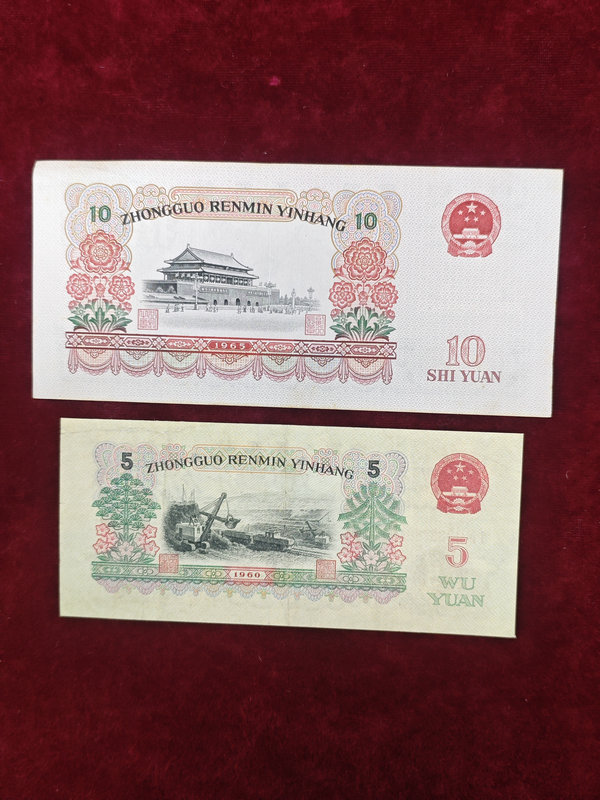 10 ZHONGGUO RENMIN YINHANG 10
1965
10
SHI YUAN
5 ZHONGGUO RENMIN YINHANG 5
1960
5
WU
YUAN